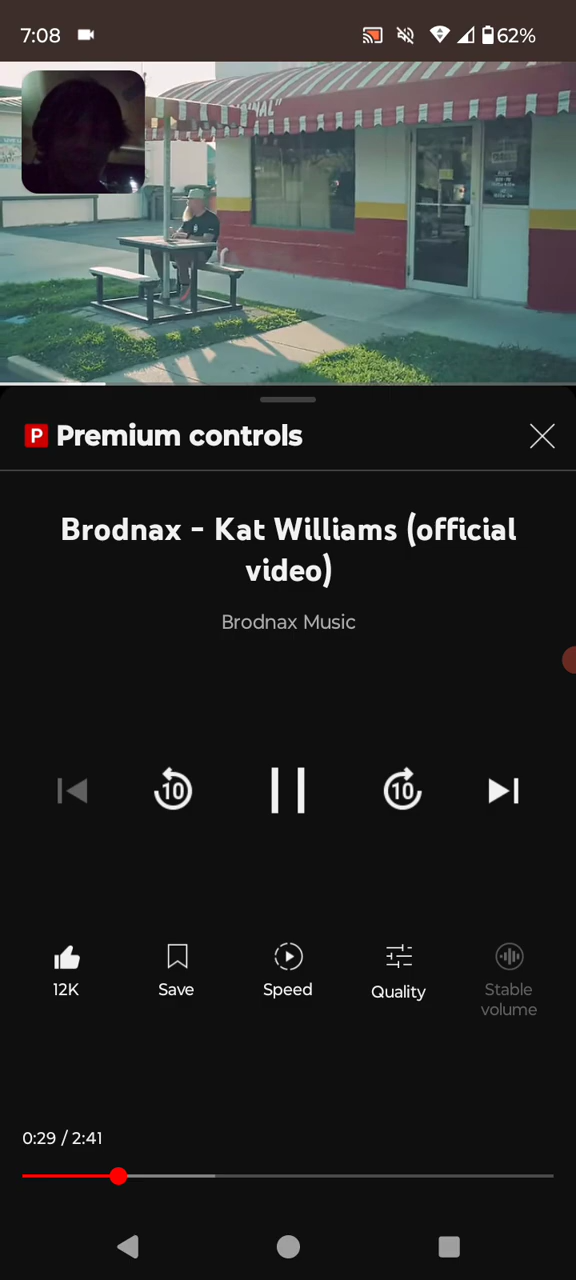 7:08
62%
INAL"
P Premium controls
Brodnax - Kat Williams (official
video)
Brodnax Music
10
10
12K
Save
Speed
Quality
Stable
volume
0:29 / 2:41